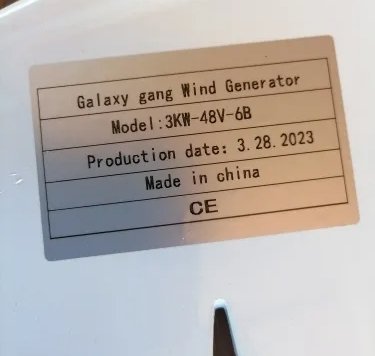 Galaxy gang Wind Generator
Model:3KW-48V-6B
Production date: 3.28.2023
Made in china
CE